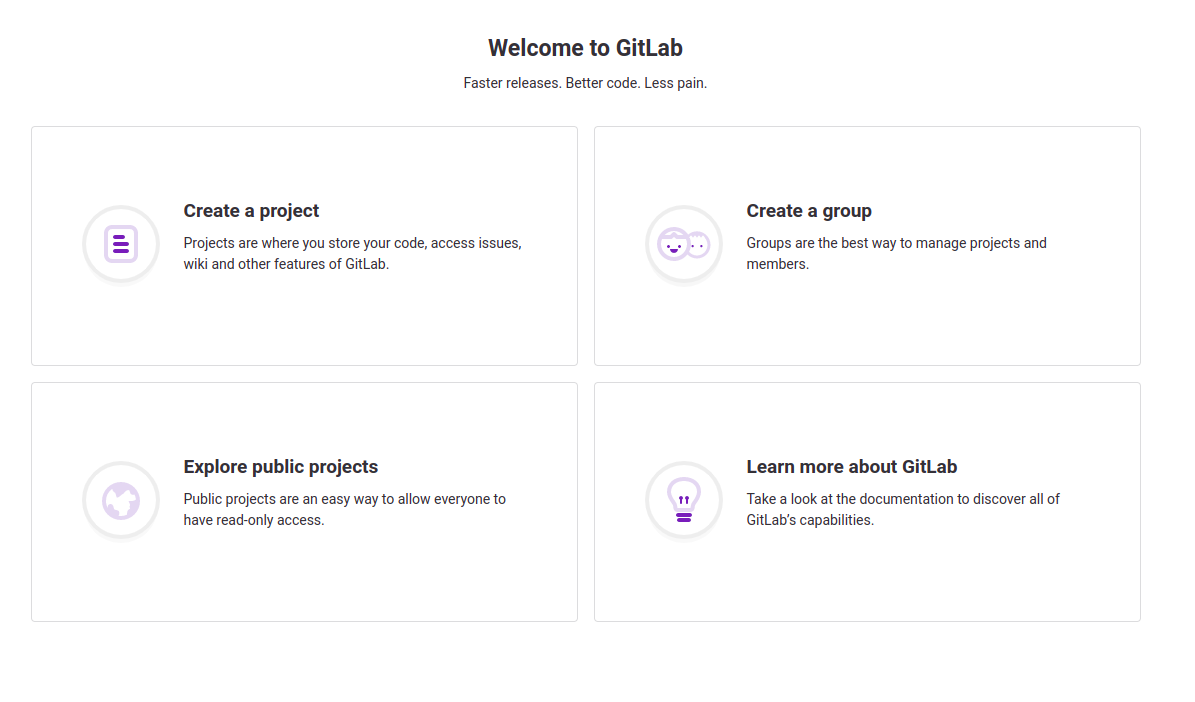 Welcome to GitLab
Faster releases. Better code. Less pain.
Create a project
Projects are where you store your code, access issues,
wiki and other features of GitLab.
Create a group
Groups are the best way to manage projects and
members.
Explore public projects
Public projects are an easy way to allow everyone to
have read-only access.
Learn more about GitLab
Take a look at the documentation to discover all of
GitLab’s capabilities.